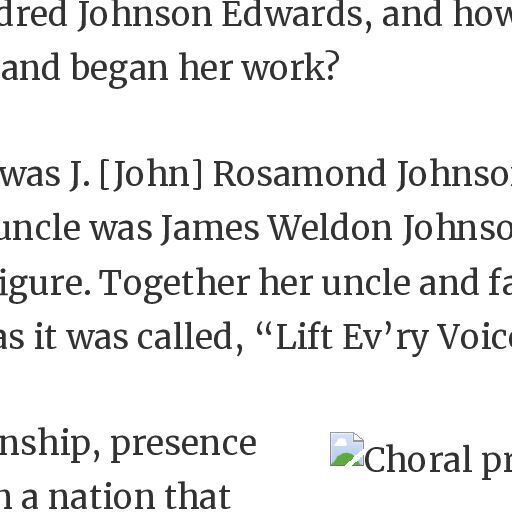 dred Johnson Edwards, and how
and began her work?
was J. [John] Rosamond Johnso
uncle was James Weldon Johnso
igure. Together her uncle and fa
as it was called, “Lift Ev’ry Voic
nship, presence
Choral pr
n a nation that